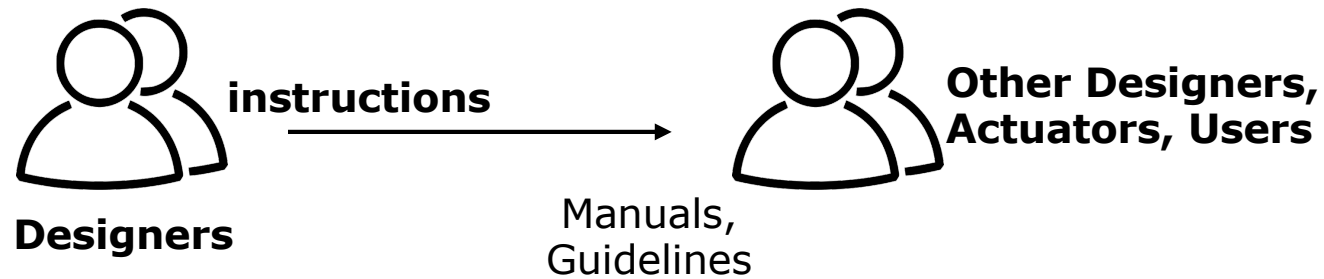 instructions
Other Designers,
Actuators, Users
Designers
Manuals,
Guidelines